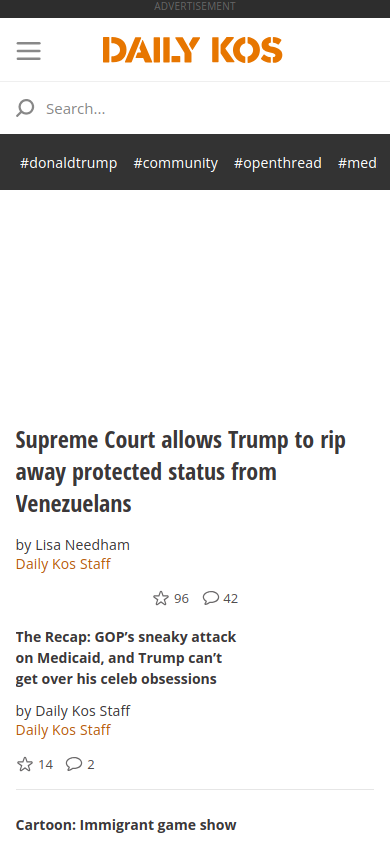 ADVERTISEMENT
DAILY KOS
Search...
#donaldtrump #community #openthread #med
Supreme Court allows Trump to rip
away protected status from
Venezuelans
by Lisa Needham
Daily Kos Staff
96 42
The Recap: GOP’s sneaky attack
on Medicaid, and Trump can’t
get over his celeb obsessions
by Daily Kos Staff
Daily Kos Staff
14 2
Cartoon: Immigrant game show